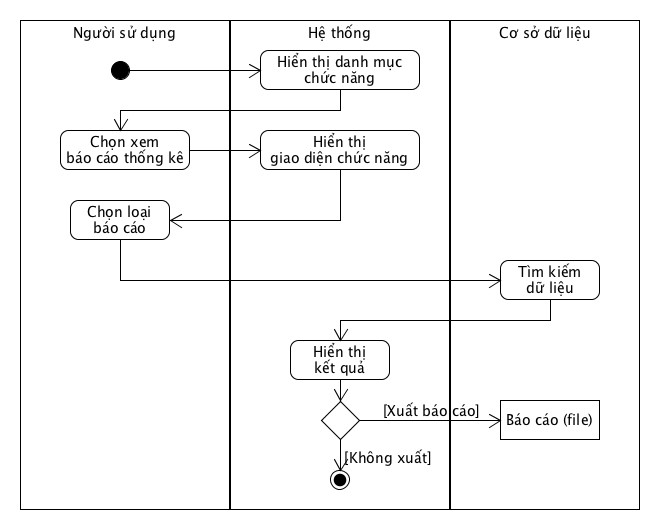 Người sử dụng
Hệ thống
Cơ sở dữ liệu
Hiển thị danh mục
chức năng
Chọn xem
báo cáo thống kê
Hiển thị
giao diện chức năng
Chọn loại
báo cáo
Tìm kiếm
dữ liệu
Hiển thị
kết quả
[Xuất báo cáo]
Báo cáo (file)
[Không xuất]